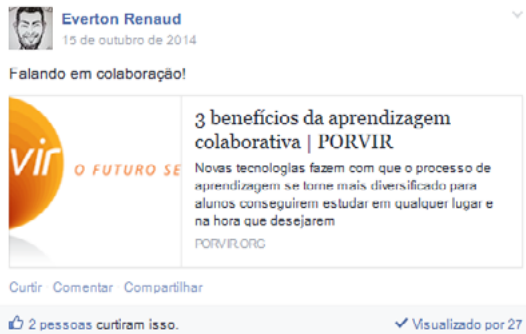 Everton Renaud
15 de outubro de 2014
Falando em colaboração!
vir O FUTURO SE
3 benefícios da aprendizagem
colaborativa | PORVIR
Novas tecnologias fazem com que o processo de
aprendizagem se torne mais diversificado para
alunos conseguirem estudar em qualquer lugar e
na hora que desejarem
PORVIR.ORG
Curtir Comentar Compartilhar
2 pessoas curtiram isso. Visualizado por 27